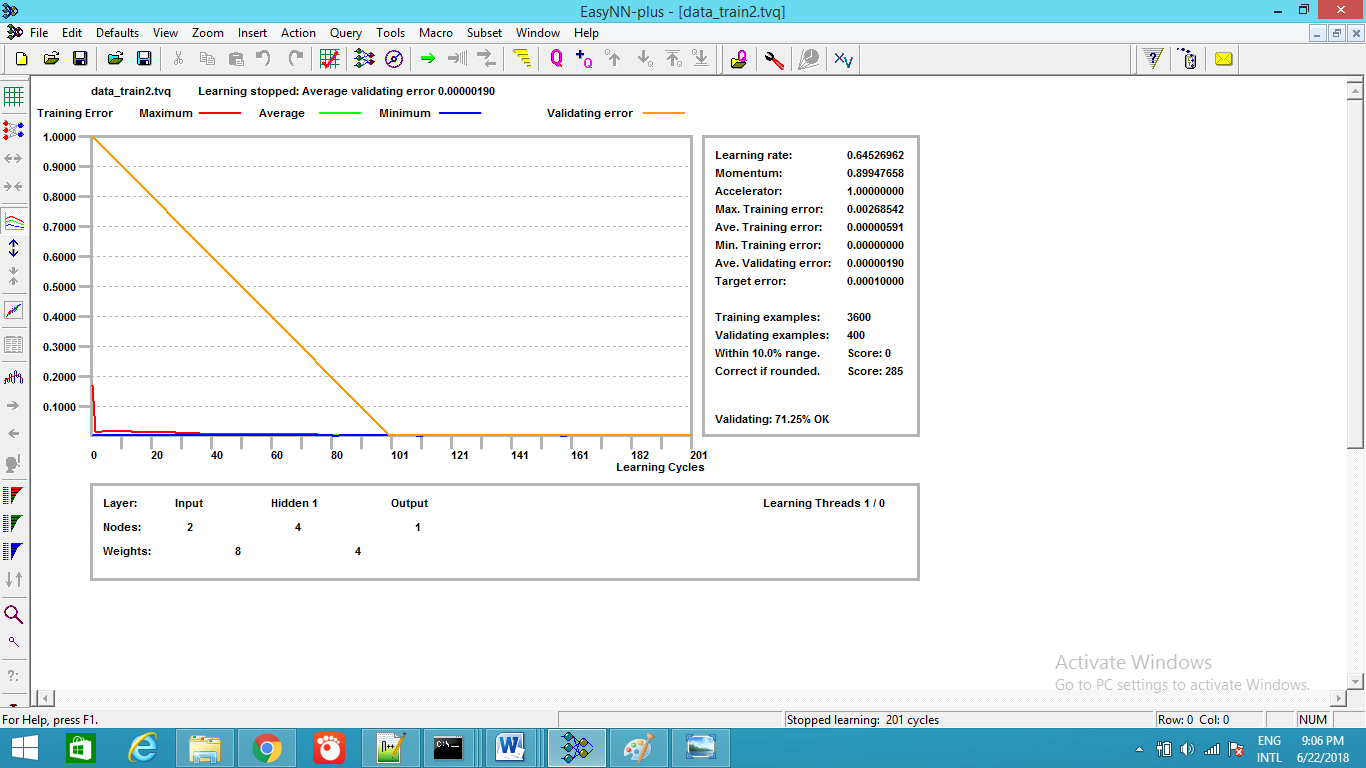 EasyNN-plus - [data_train2.tvq]
File Edit Defaults View Zoom Insert Action Query Tools Macro Subset Window Help
data_train2.tvq Learning stopped: Average validating error 0.00000190
Training Error Maximum Average Minimum Validating error
1.0000
0.9000
0.8000
0.7000
0.6000
0.5000
0.4000
0.3000
0.2000
0.1000
0 20 40 60 80 101 121 141 161 182 201
Learning Cycles
Learning rate: 0.64526962
Momentum: 0.89947658
Accelerator: 1.00000000
Max. Training error: 0.00268542
Ave. Training error: 0.00000591
Min. Training error: 0.00000000
Ave. Validating error: 0.00000190
Target error: 0.00010000
Training examples: 3600
Validating examples: 400
Within 10.0% range. Score: 0
Correct if rounded. Score: 285
Validating: 71.25% OK
Layer: Input Hidden 1 Output Learning Threads 1 / 0
Nodes: 2 4 1
Weights: 8 4
Activate Windows
Go to PC settings to activate Windows.
For Help, press F1. Stopped learning: 201 cycles Row: 0 Col: 0 NUM
ENG 9:06 PM
INTL 6/22/2018